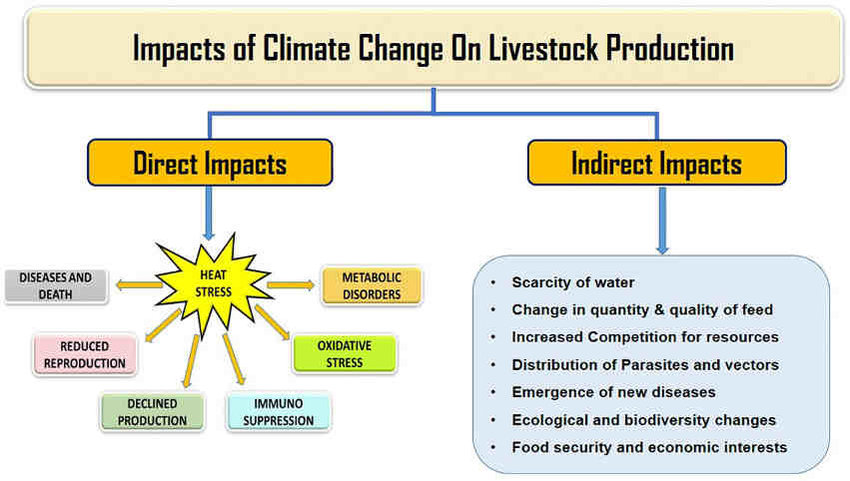 Impacts of Climate Change On Livestock Production
Direct Impacts
Indirect Impacts
HEAT
STRESS
DISEASES AND
DEATH
METABOLIC
DISORDERS
REDUCED
REPRODUCTION
OXIDATIVE
STRESS
DECLINED
PRODUCTION
IMMUNO
SUPPRESSION
• Scarcity of water
• Change in quantity & quality of feed
• Increased Competition for resources
• Distribution of Parasites and vectors
• Emergence of new diseases
• Ecological and biodiversity changes
• Food security and economic interests